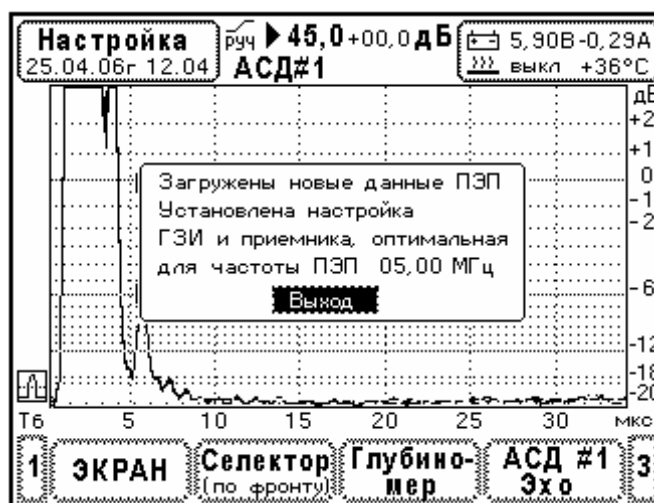 Настройка
25.04.06г 12.04
руч 45,0+00,0дБ
АСД#1
5,90В-0,29А
выкл +36°С
дБ
+2
+1
0
-1
-2
-6
-12
-18
-20
Загружены новые данные ПЭП
Установлена настройка
ГЗИ и приемника, оптимальная
для частоты ПЭП 05,00 МГц
Выход
Т6 5 10 15 20 25 30 мкс
1 ЭКРАН
Селектор
(по фронту)
Глубино-
мер
АСД #1
Эхо
3